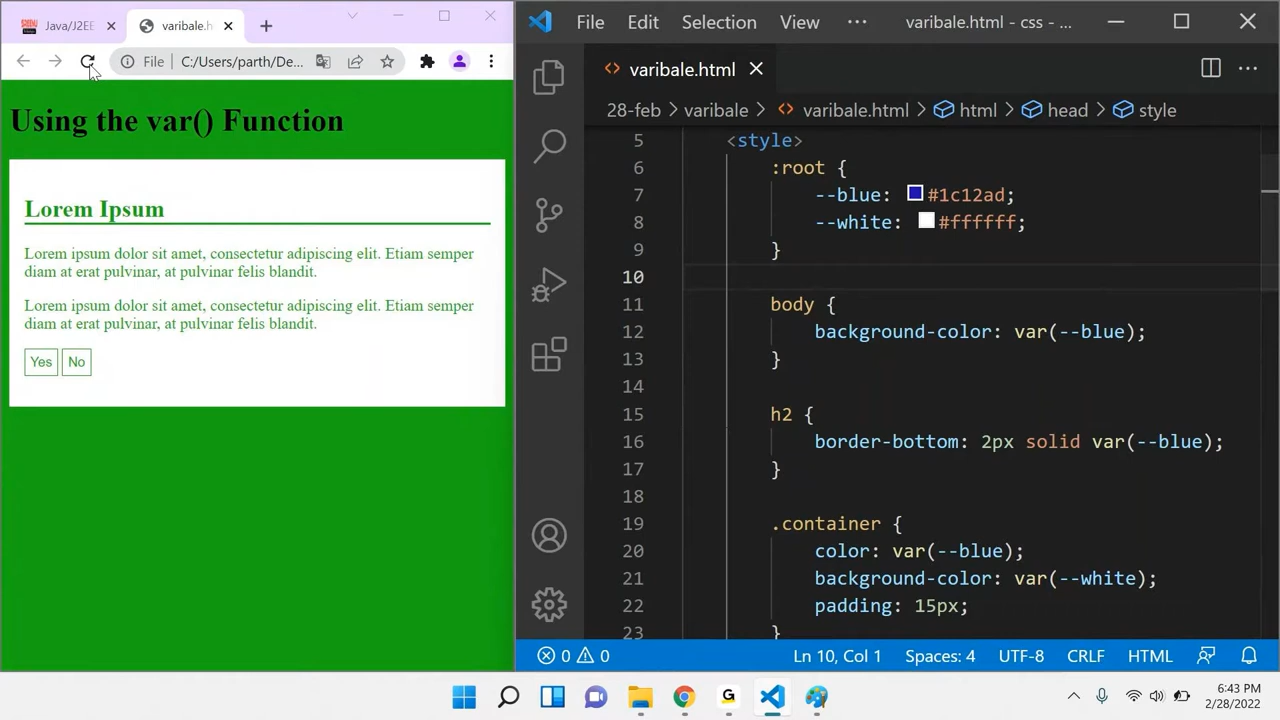 Java/J2EE
varibale.h
File
C:/Users/parth/De...
Using the var() Function
Lorem Ipsum
Lorem ipsum dolor sit amet, consectetur adipiscing elit. Etiam semper
diam at erat pulvinar, at pulvinar felis blandit.
Lorem ipsum dolor sit amet, consectetur adipiscing elit. Etiam semper
diam at erat pulvinar, at pulvinar felis blandit.
Yes No
File Edit Selection View ··· varibale.html - css - ...
varibale.html
28-feb > varibale > varibale.html > html > head > style
5 <style>
6 :root {
7 --blue: #1c12ad;
8 --white: #ffffff;
9 }
10
11 body {
12 background-color: var(--blue);
13 }
14
15 h2 {
16 border-bottom: 2px solid var(--blue);
17 }
18
19 .container {
20 color: var(--blue);
21 background-color: var(--white);
22 padding: 15px;
23 }
0 0 Ln 10, Col 1 Spaces: 4 UTF-8 CRLF HTML
G
6:43 PM
2/28/2022